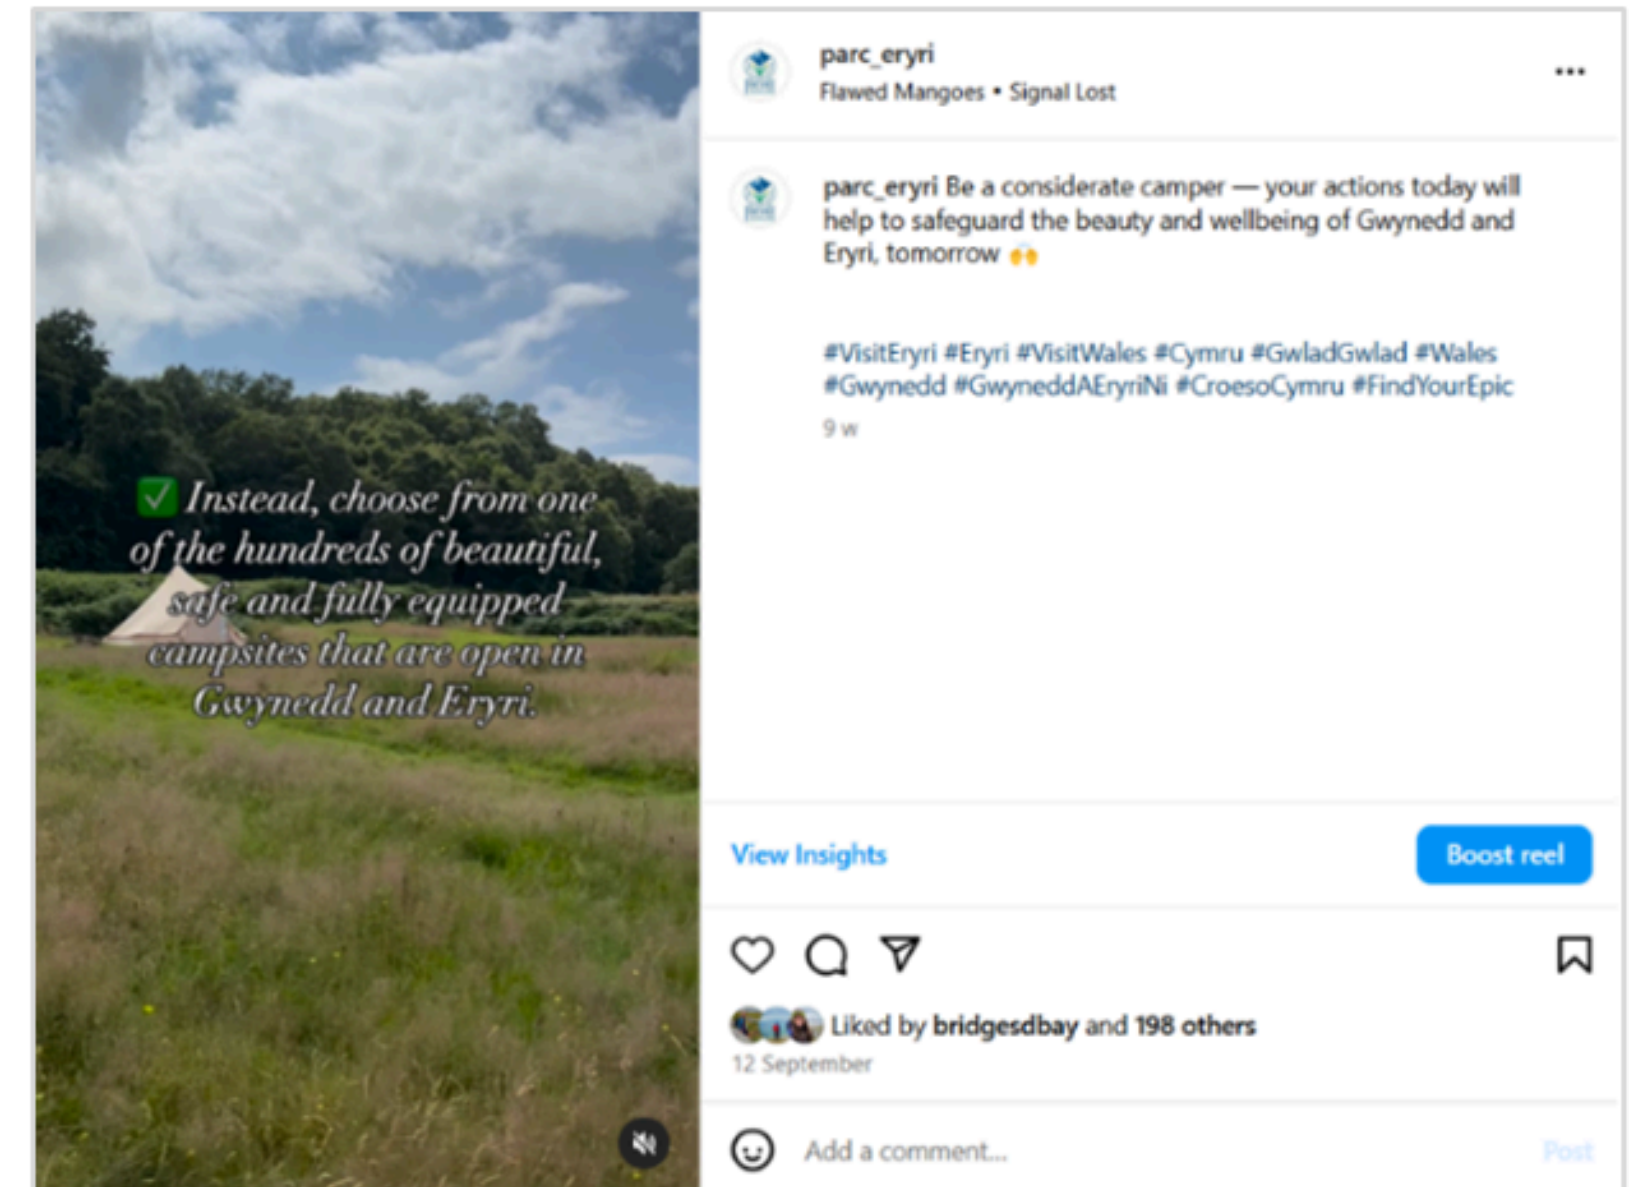 ✅ Instead, choose from one
of the hundreds of beautiful,
safe and fully equipped
campsites that are open in
Gwynedd and Eryri.
parc_eryri
Flawed Mangoes • Signal Lost
parc_eryri Be a considerate camper — your actions today will
help to safeguard the beauty and wellbeing of Gwynedd and
Eryri, tomorrow 🙌
#VisitEryri #Eryri #VisitWales #Cymru #GwladGwlad #Wales
#Gwynedd #GwyneddAEryriNi #CroesoCymru #FindYourEpic
9 w
View Insights
Boost reel
Liked by bridgesdbay and 198 others
12 September
Add a comment...
Post